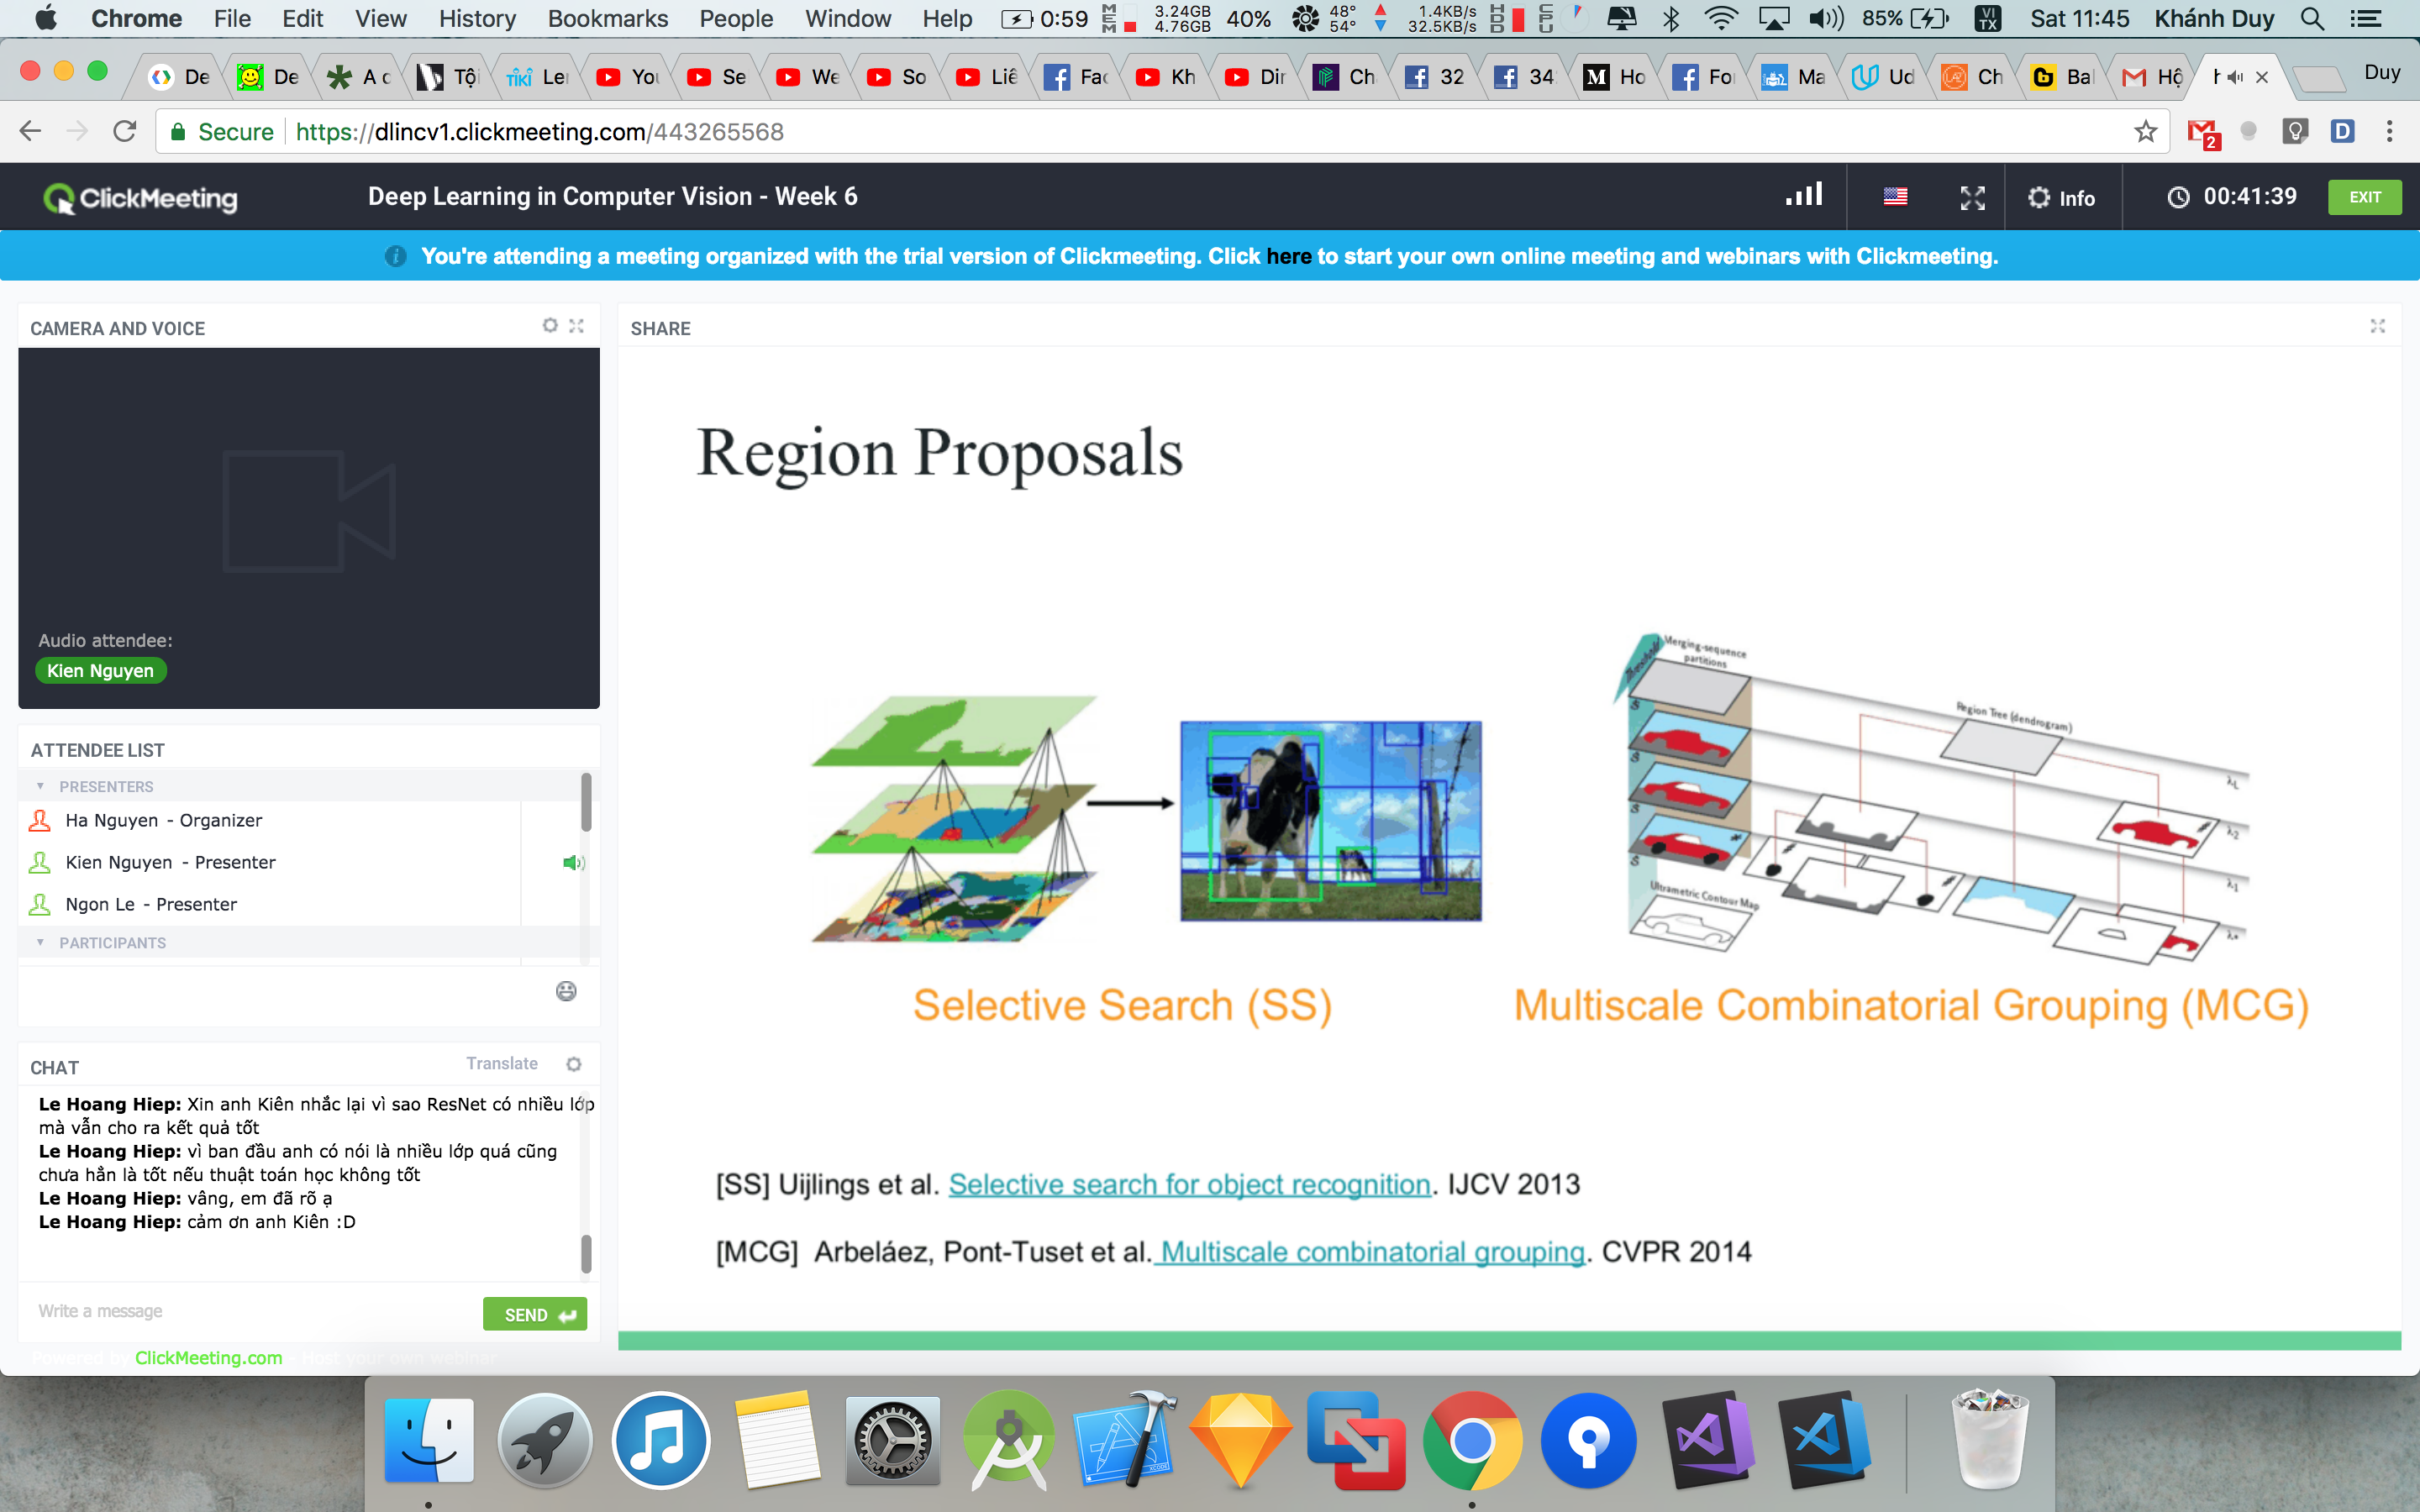 Chrome File Edit View History Bookmarks People Window Help 0:59 MEM 3.24GB 4.76GB 40% 48° 54° 1.4KB/s 32.5KB/s HDD CPU 85% VI TX Sat 11:45 Khánh Duy
De De A c Tội TIKI Ler You Se We So Liê Fac Kh Dir Ch 32 34 M Ho For Ma Ud Ch Bal Hộ h Duy
Secure https://dlincv1.clickmeeting.com/443265568 2 D
ClickMeeting Deep Learning in Computer Vision - Week 6 Info 00:41:39 EXIT
You're attending a meeting organized with the trial version of Clickmeeting. Click here to start your own online meeting and webinars with Clickmeeting.
CAMERA AND VOICE
Audio attendee:
Kien Nguyen
ATTENDEE LIST
PRESENTERS
Ha Nguyen - Organizer
Kien Nguyen - Presenter
Ngon Le - Presenter
PARTICIPANTS
CHAT Translate
Le Hoang Hiep: Xin anh Kiên nhắc lại vì sao ResNet có nhiều lớp
mà vẫn cho ra kết quả tốt
Le Hoang Hiep: vì ban đầu anh có nói là nhiều lớp quá cũng
chưa hẳn là tốt nếu thuật toán học không tốt
Le Hoang Hiep: vâng, em đã rõ ạ
Le Hoang Hiep: cảm ơn anh Kiên :D
Write a message
SEND
Powered by ClickMeeting.com
SHARE
Region Proposals
Merging-sequence
partitions
Region Tree (dendrogram)
Ultrametric Contour Map
Selective Search (SS)
Multiscale Combinatorial Grouping (MCG)
[SS] Uijlings et al. Selective search for object recognition. IJCV 2013
[MCG] Arbeláez, Pont-Tuset et al. Multiscale combinatorial grouping. CVPR 2014